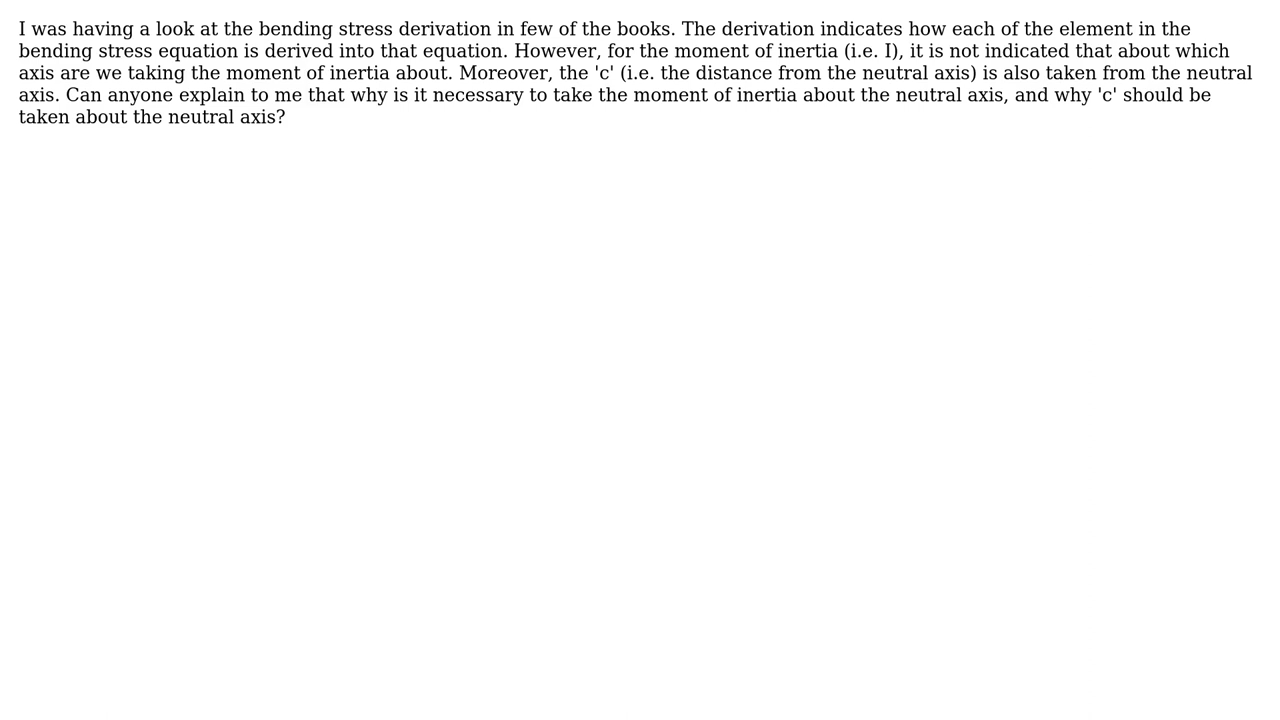 I was having a look at the bending stress derivation in few of the books. The derivation indicates how each of the element in the
bending stress equation is derived into that equation. However, for the moment of inertia (i.e. I), it is not indicated that about which
axis are we taking the moment of inertia about. Moreover, the 'c' (i.e. the distance from the neutral axis) is also taken from the neutral
axis. Can anyone explain to me that why is it necessary to take the moment of inertia about the neutral axis, and why 'c' should be
taken about the neutral axis?